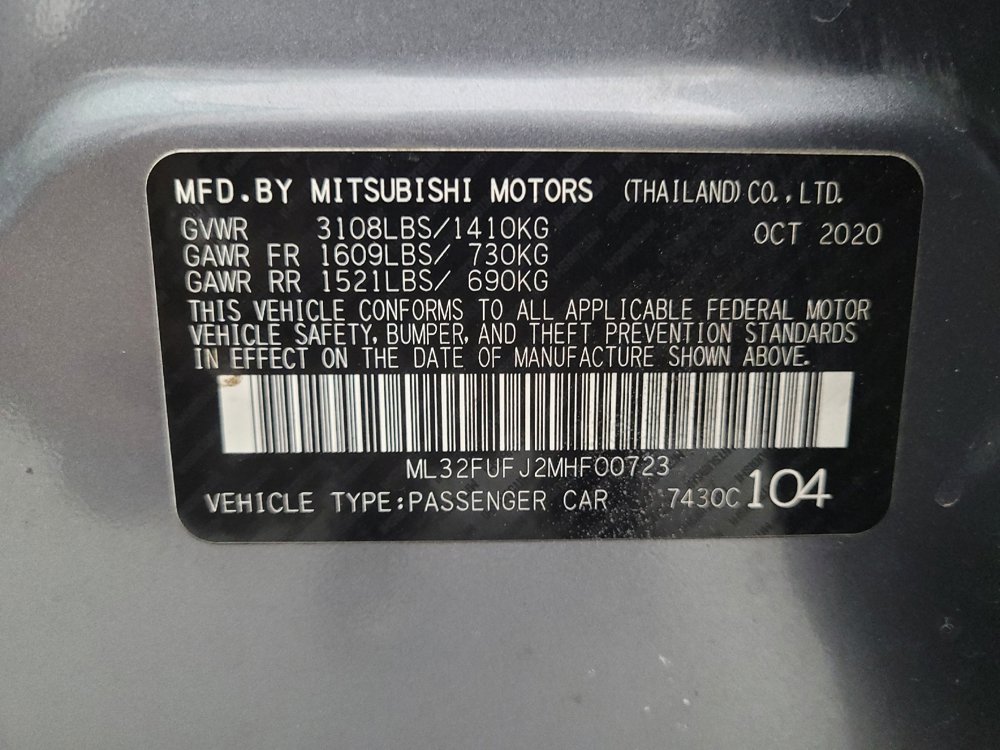 MFD.BY MITSUBISHI MOTORS (THAILAND) CO., LTD.
GVWR 3108LBS/1410KG OCT 2020
GAWR FR 1609LBS/ 730KG
GAWR RR 1521LBS/ 690KG
THIS VEHICLE CONFORMS TO ALL APPLICABLE FEDERAL MOTOR
VEHICLE SAFETY, BUMPER, AND THEFT PREVENTION STANDARDS
IN EFFECT ON THE DATE OF MANUFACTURE SHOWN ABOVE.
ML32FUFJ2MHF00723
VEHICLE TYPE:PASSENGER CAR 7430C 104